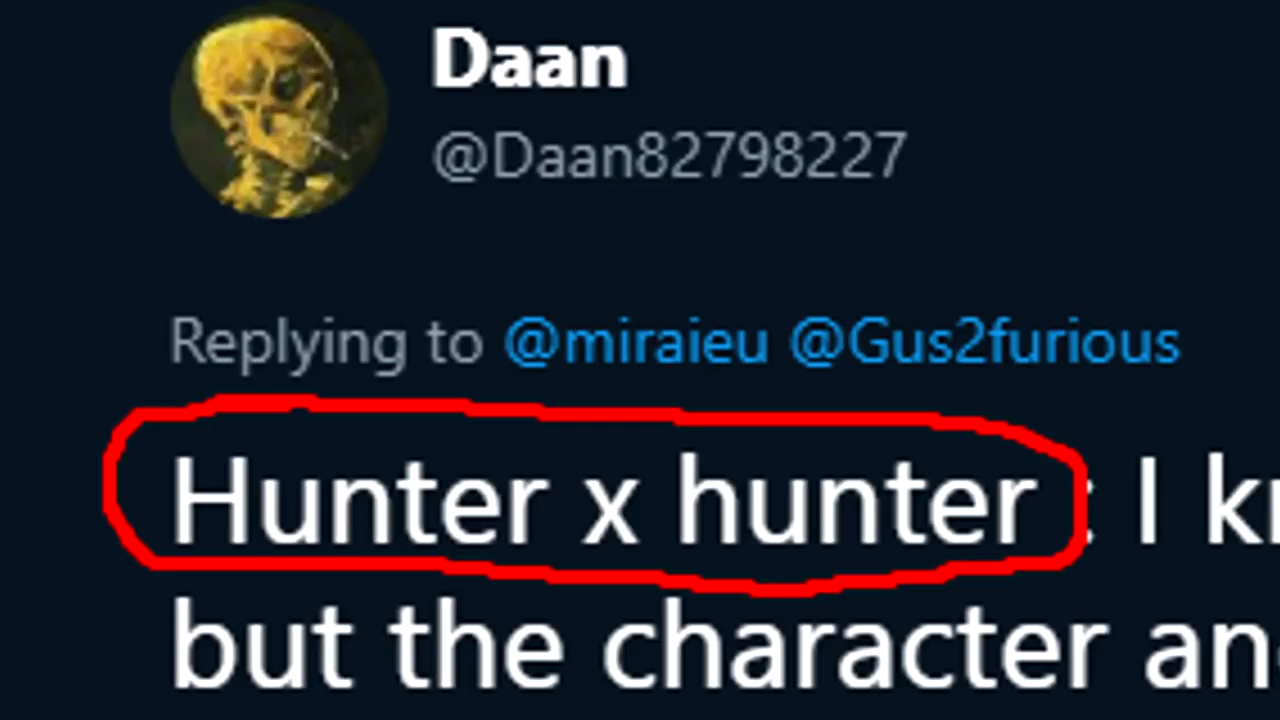 Daan
@Daan82798227
Replying to @miraieu @Gus2furious
Hunter x hunter : I
but the character